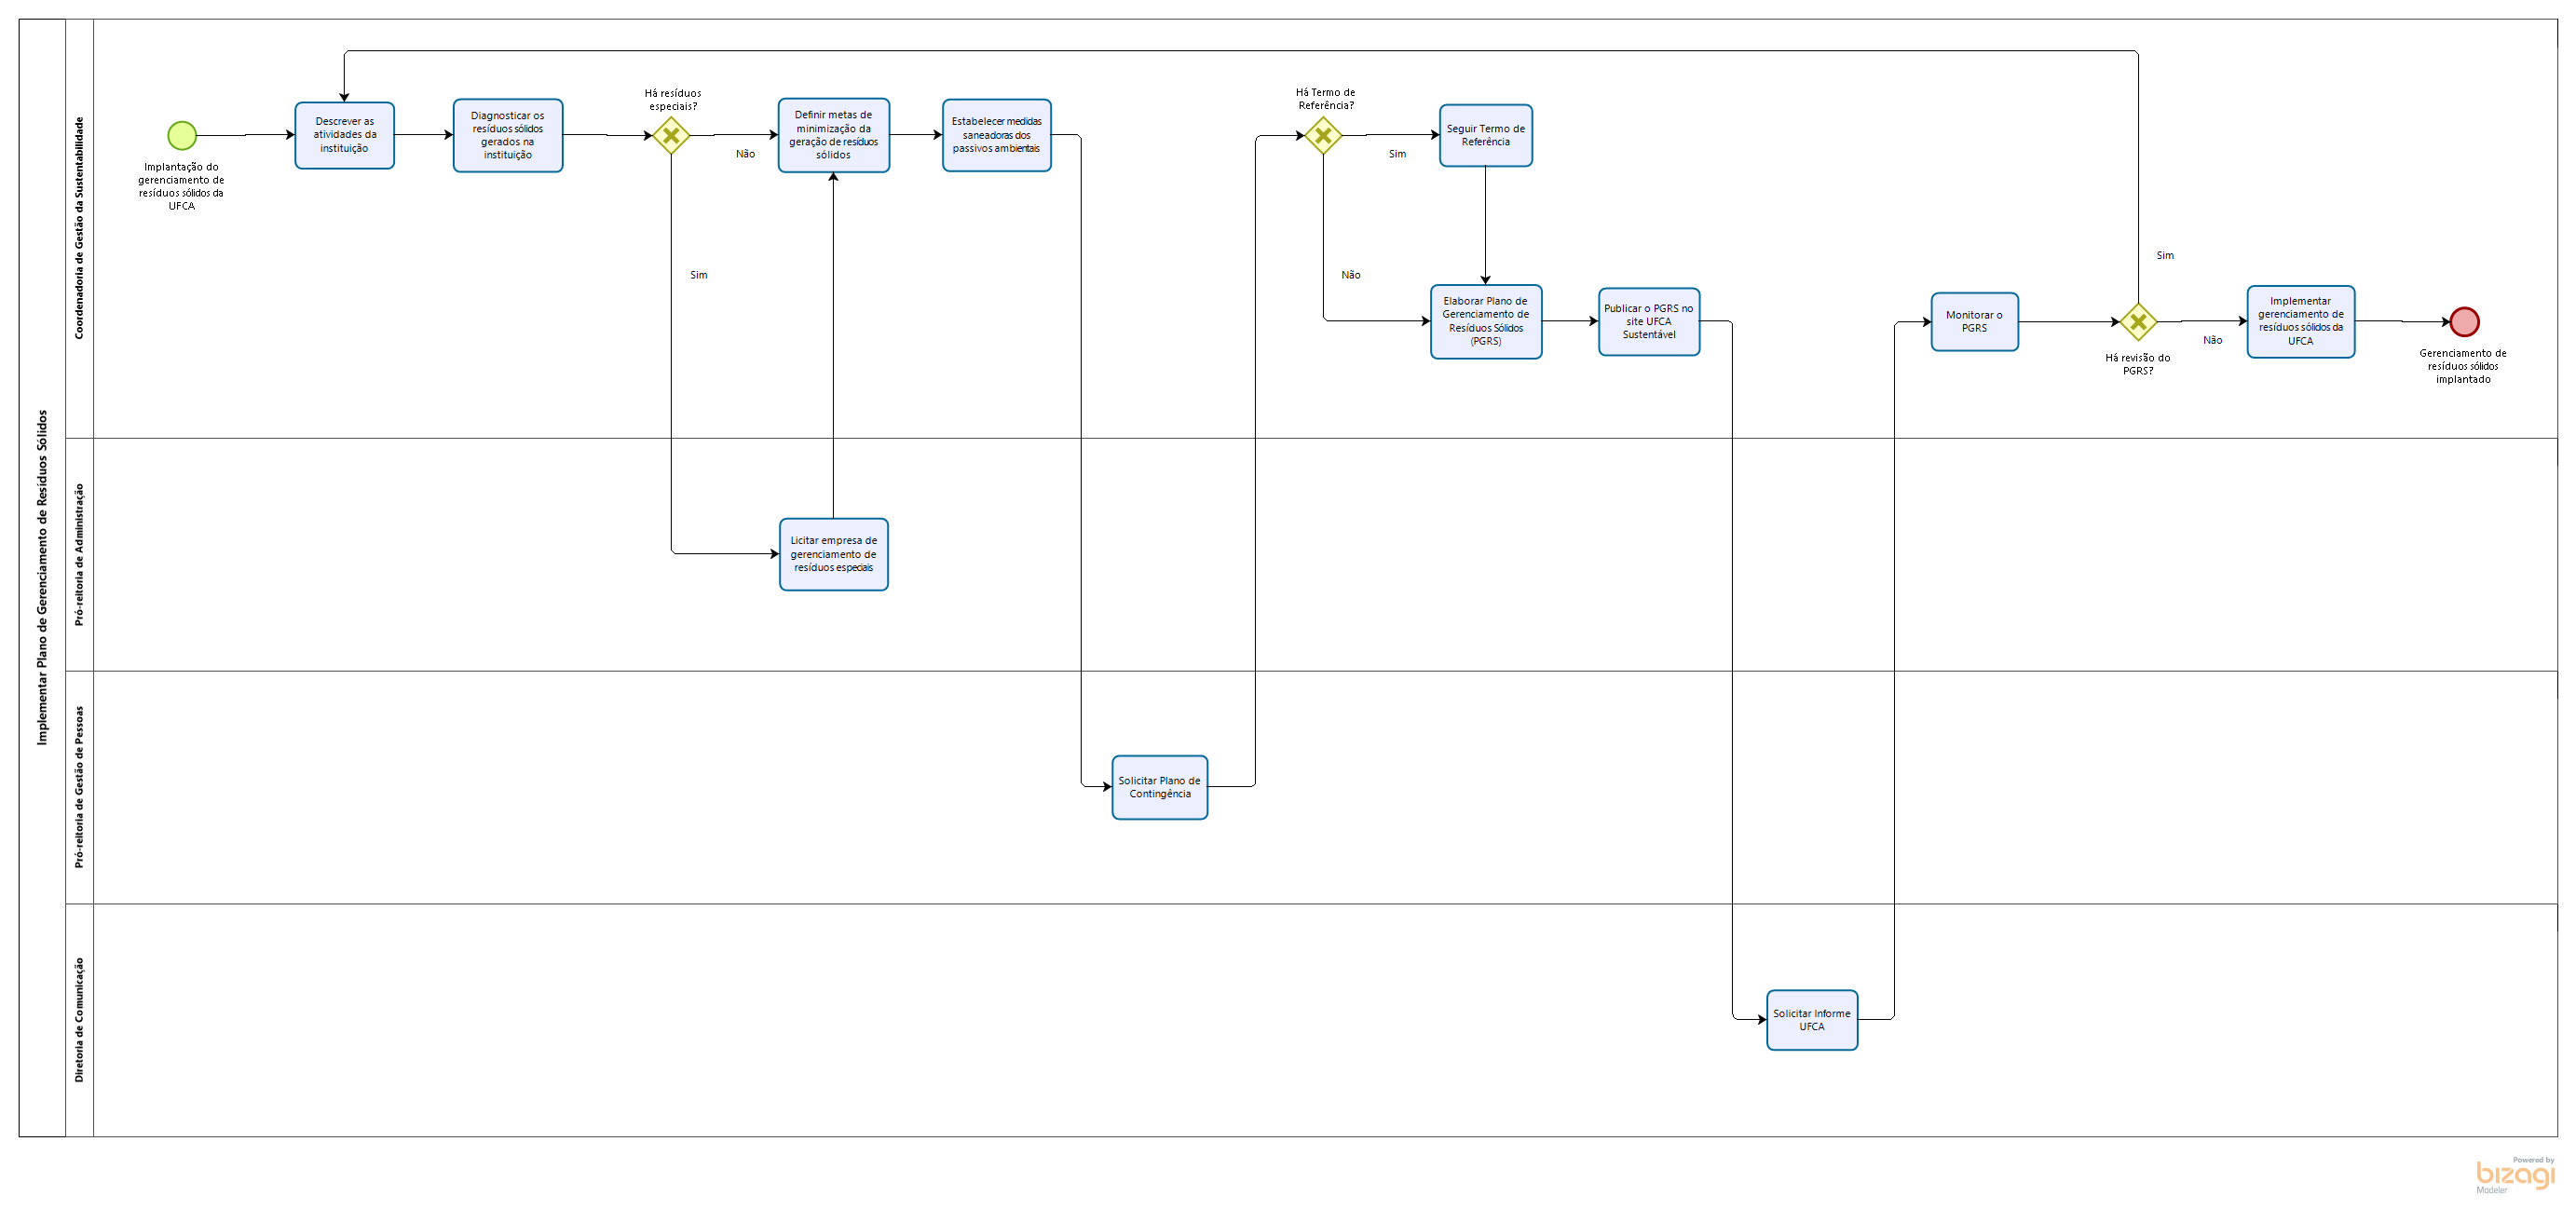 Implementar Plano de Gerenciamento de Resíduos Sólidos
Coordenadoria de Gestão da Sustentabilidade
Implantação do
gerenciamento de
resíduos sólidos da
UFCA
Descrever as
atividades da
instituição
Diagnosticar os
resíduos sólidos
gerados na
instituição
Há resíduos
especiais?
Não
Sim
Definir metas de
minimização da
geração de resíduos
sólidos
Estabelecer medidas
saneadoras dos
passivos ambientais
Há Termo de
Referência?
Sim
Não
Seguir Termo de
Referência
Elaborar Plano de
Gerenciamento de
Resíduos Sólidos
(PGRS)
Publicar o PGRS no
site UFCA
Sustentável
Monitorar o
PGRS
Há revisão do
PGRS?
Sim
Não
Implementar
gerenciamento de
resíduos sólidos da
UFCA
Gerenciamento de
resíduos sólidos
implantado
Pró-reitoria de Administração
Licitar empresa de
gerenciamento de
resíduos especiais
Pró-reitoria de Gestão de Pessoas
Solicitar Plano de
Contingência
Diretoria de Comunicação
Solicitar Informe
UFCA
Powered by
bizagi
Modeler